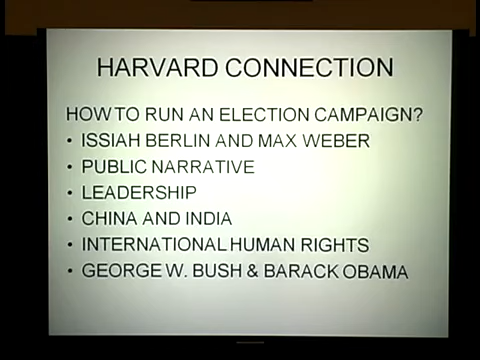 HARVARD CONNECTION
HOW TO RUN AN ELECTION CAMPAIGN?
• ISSIAH BERLIN AND MAX WEBER
• PUBLIC NARRATIVE
• LEADERSHIP
• CHINA AND INDIA
• INTERNATIONAL HUMAN RIGHTS
• GEORGE W. BUSH & BARACK OBAMA